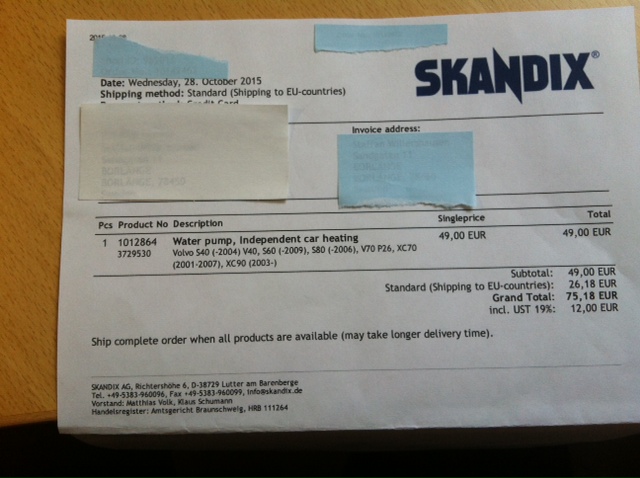 SKANDIX®
Date: Wednesday, 28. October 2015
Shipping method: Standard (Shipping to EU-countries)
Credit Card
Invoice address:
Pcs Product No Description Singleprice Total
1 1012864 Water pump, Independent car heating 49,00 EUR 49,00 EUR
3729530 Volvo S40 (-2004) V40, S60 (-2009), S80 (-2006), V70 P26, XC70
(2001-2007), XC90 (2003-)
Subtotal: 49,00 EUR
Standard (Shipping to EU-countries): 26,18 EUR
Grand Total: 75,18 EUR
incl. UST 19%: 12,00 EUR
Ship complete order when all products are available (may take longer delivery time).
SKANDIX AG, Richtershöhe 6, D-38729 Lutter am Barenberge
Tel. +49-5383-960096, Fax +49-5383-960099, info@skandix.de
Vorstand: Matthias Volk, Klaus Schumann
Handelsregister: Amtsgericht Braunschweig, HRB 111264